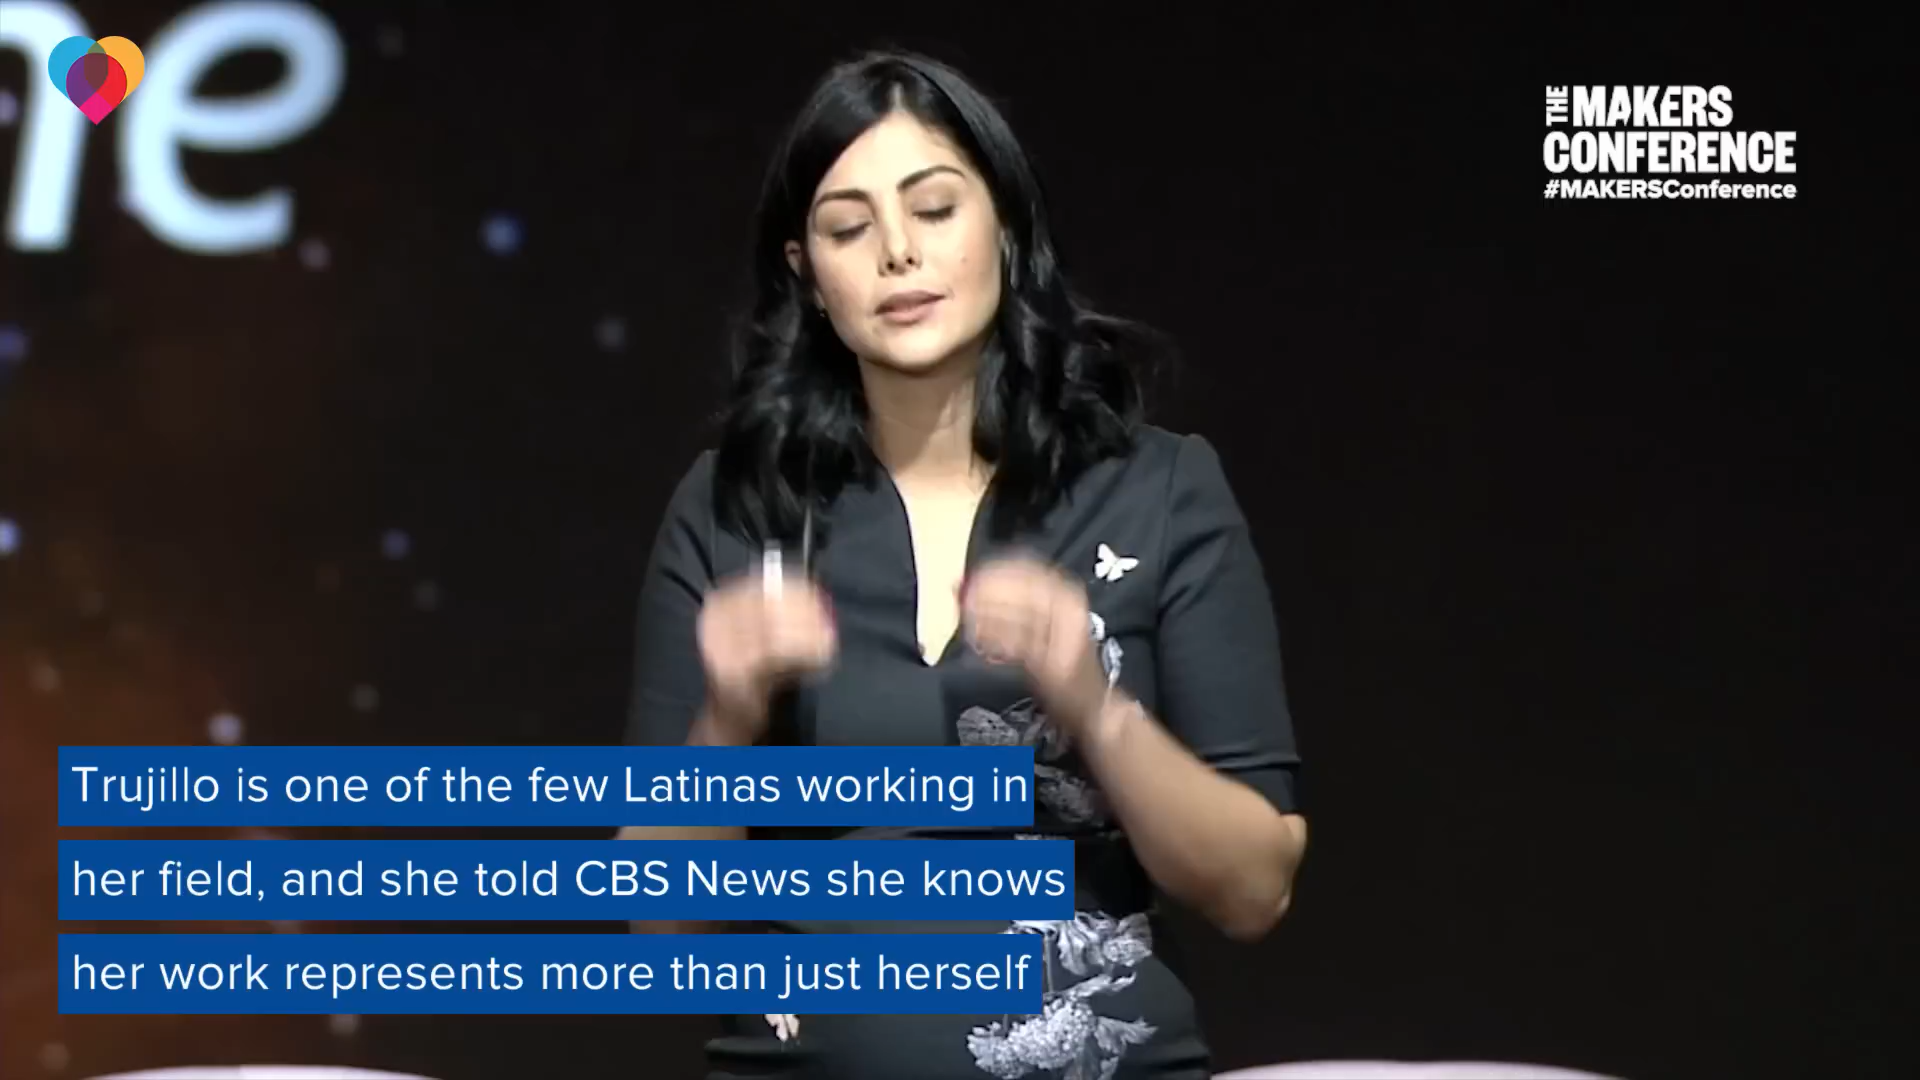 me
THE MAKERS
CONFERENCE
#MAKERSConference
Trujillo is one of the few Latinas working in
her field, and she told CBS News she knows
her work represents more than just herself